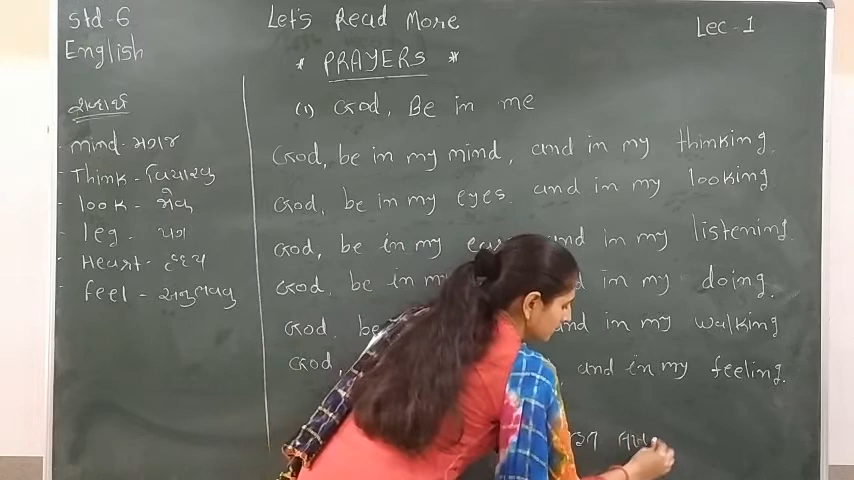 Std-6
English
Let's Read More
Lec-1
* PRAYERS *
(1) God, Be in me
શબ્દાર્થ
mind - મગજ
Think - વિચારવુ
look - જોવુ
leg - પગ
Heart - હૃદય
feel - અનુભવવુ
God, be in my mind, and in my thinking.
God, be in my eyes. and in my looking
God, be in my and in my listening.
God, be in my in my doing.
God. be and in my walking
God, and in my feeling.